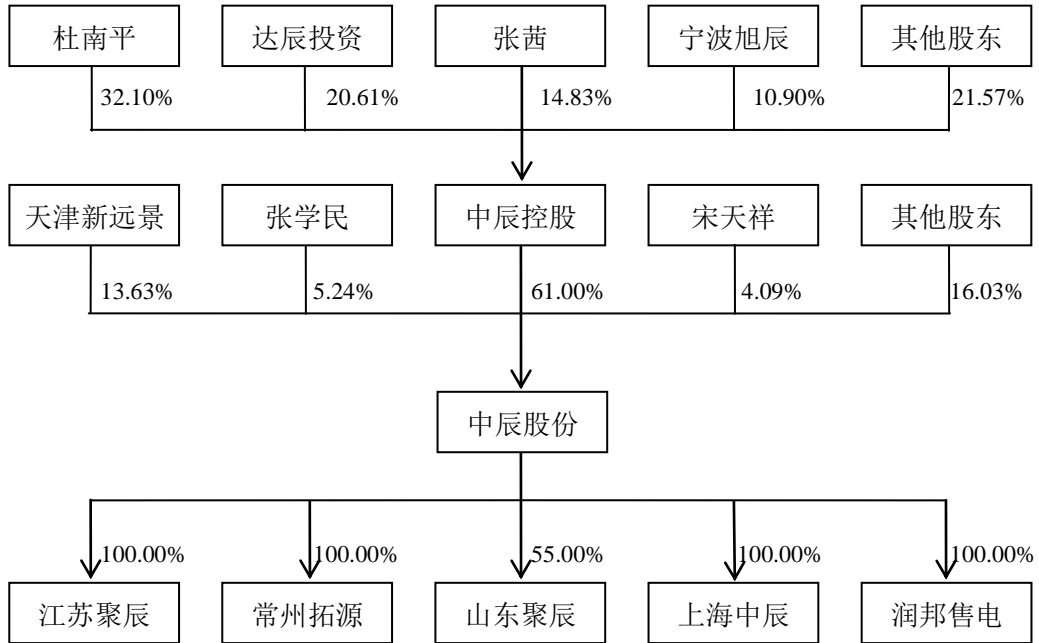 杜南平 达辰投资 张茜 宁波旭辰 其他股东
32.10% 20.61% 14.83% 10.90% 21.57%
天津新远景 张学民 中辰控股 宋天祥 其他股东
13.63% 5.24% 61.00% 4.09% 16.03%
中辰股份
100.00% 100.00% 55.00% 100.00% 100.00%
江苏聚辰 常州拓源 山东聚辰 上海中辰 润邦售电